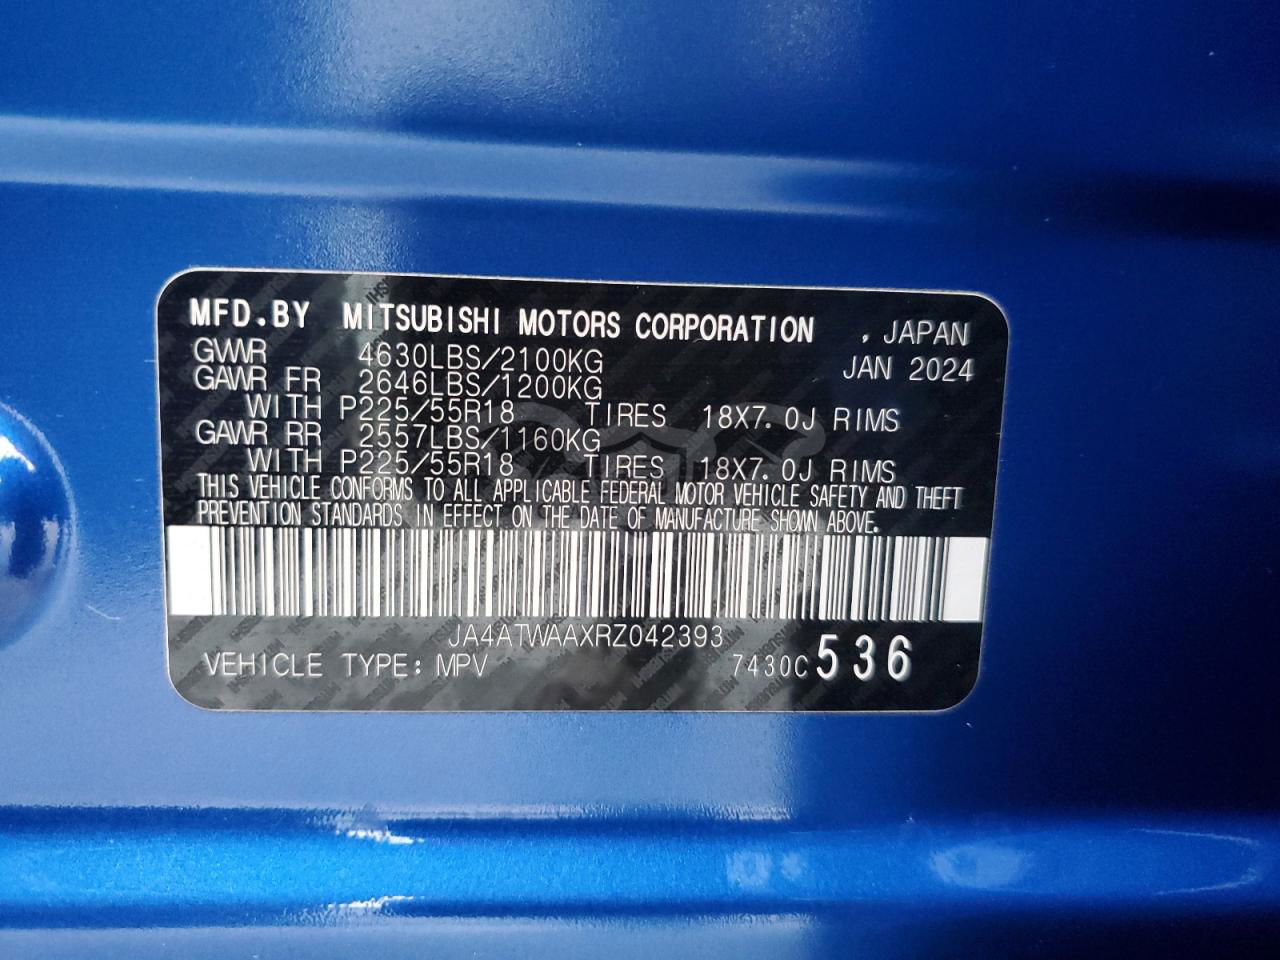 MFD.BY MITSUBISHI MOTORS CORPORATION , JAPAN
GVWR 4630LBS/2100KG JAN 2024
GAWR FR 2646LBS/1200KG
WITH P225/55R18 TIRES 18X7.0J RIMS
GAWR RR 2557LBS/1160KG
WITH P225/55R18 TIRES 18X7.0J RIMS
THIS VEHICLE CONFORMS TO ALL APPLICABLE FEDERAL MOTOR VEHICLE SAFETY AND THEFT
PREVENTION STANDARDS IN EFFECT ON THE DATE OF MANUFACTURE SHOWN ABOVE.
JA4ATWAAXRZ042393
VEHICLE TYPE: MPV 7430C 536